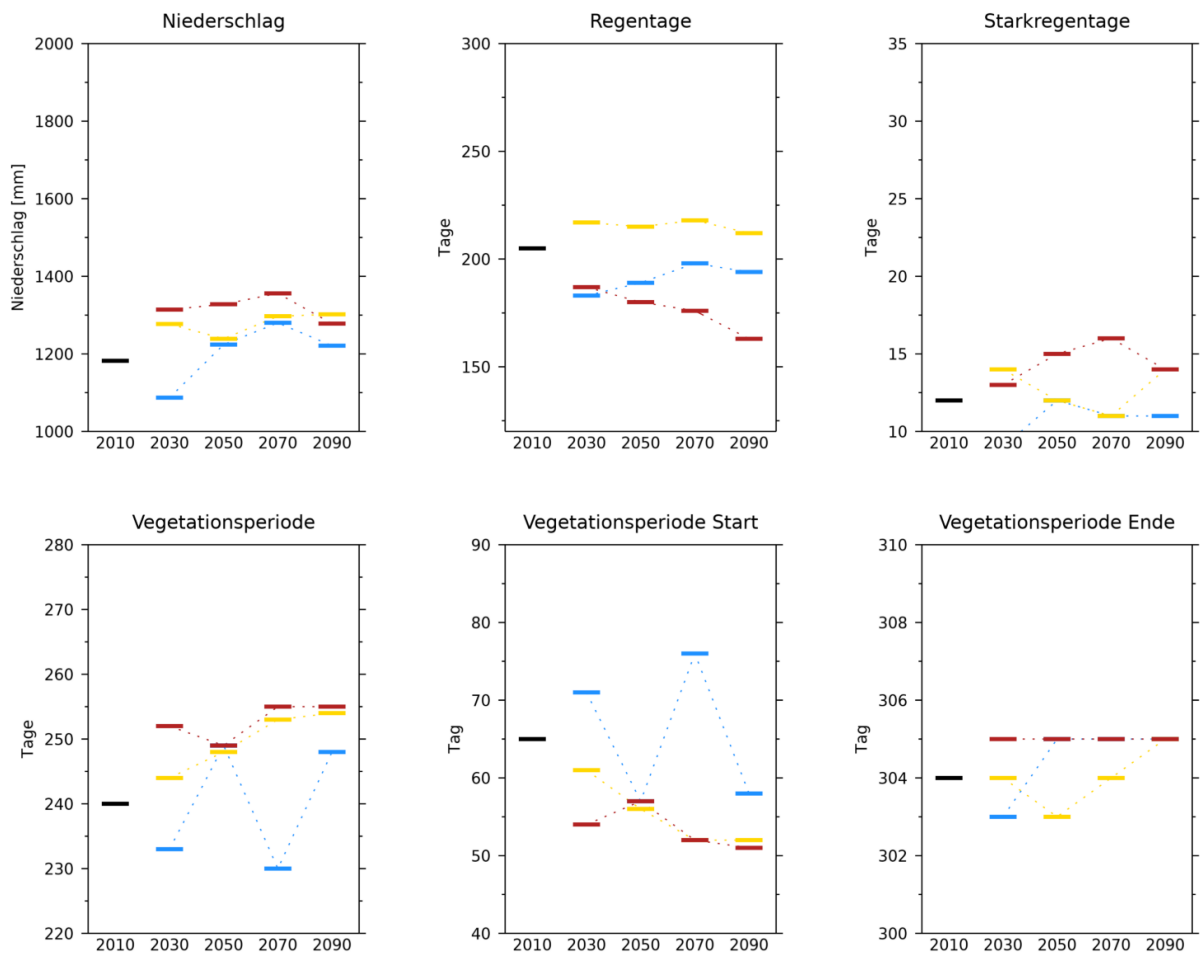 Niederschlag
2000
1800
1600
1400
1200
1000
Niederschlag [mm]
2010 2030 2050 2070 2090
Regentage
300
250
200
150
Tage
2010 2030 2050 2070 2090
Starkregentage
35
30
25
20
15
10
Tage
2010 2030 2050 2070 2090
Vegetationsperiode
280
270
260
250
240
230
220
Tage
2010 2030 2050 2070 2090
Vegetationsperiode Start
90
80
70
60
50
40
Tag
2010 2030 2050 2070 2090
Vegetationsperiode Ende
310
308
306
304
302
300
Tag
2010 2030 2050 2070 2090